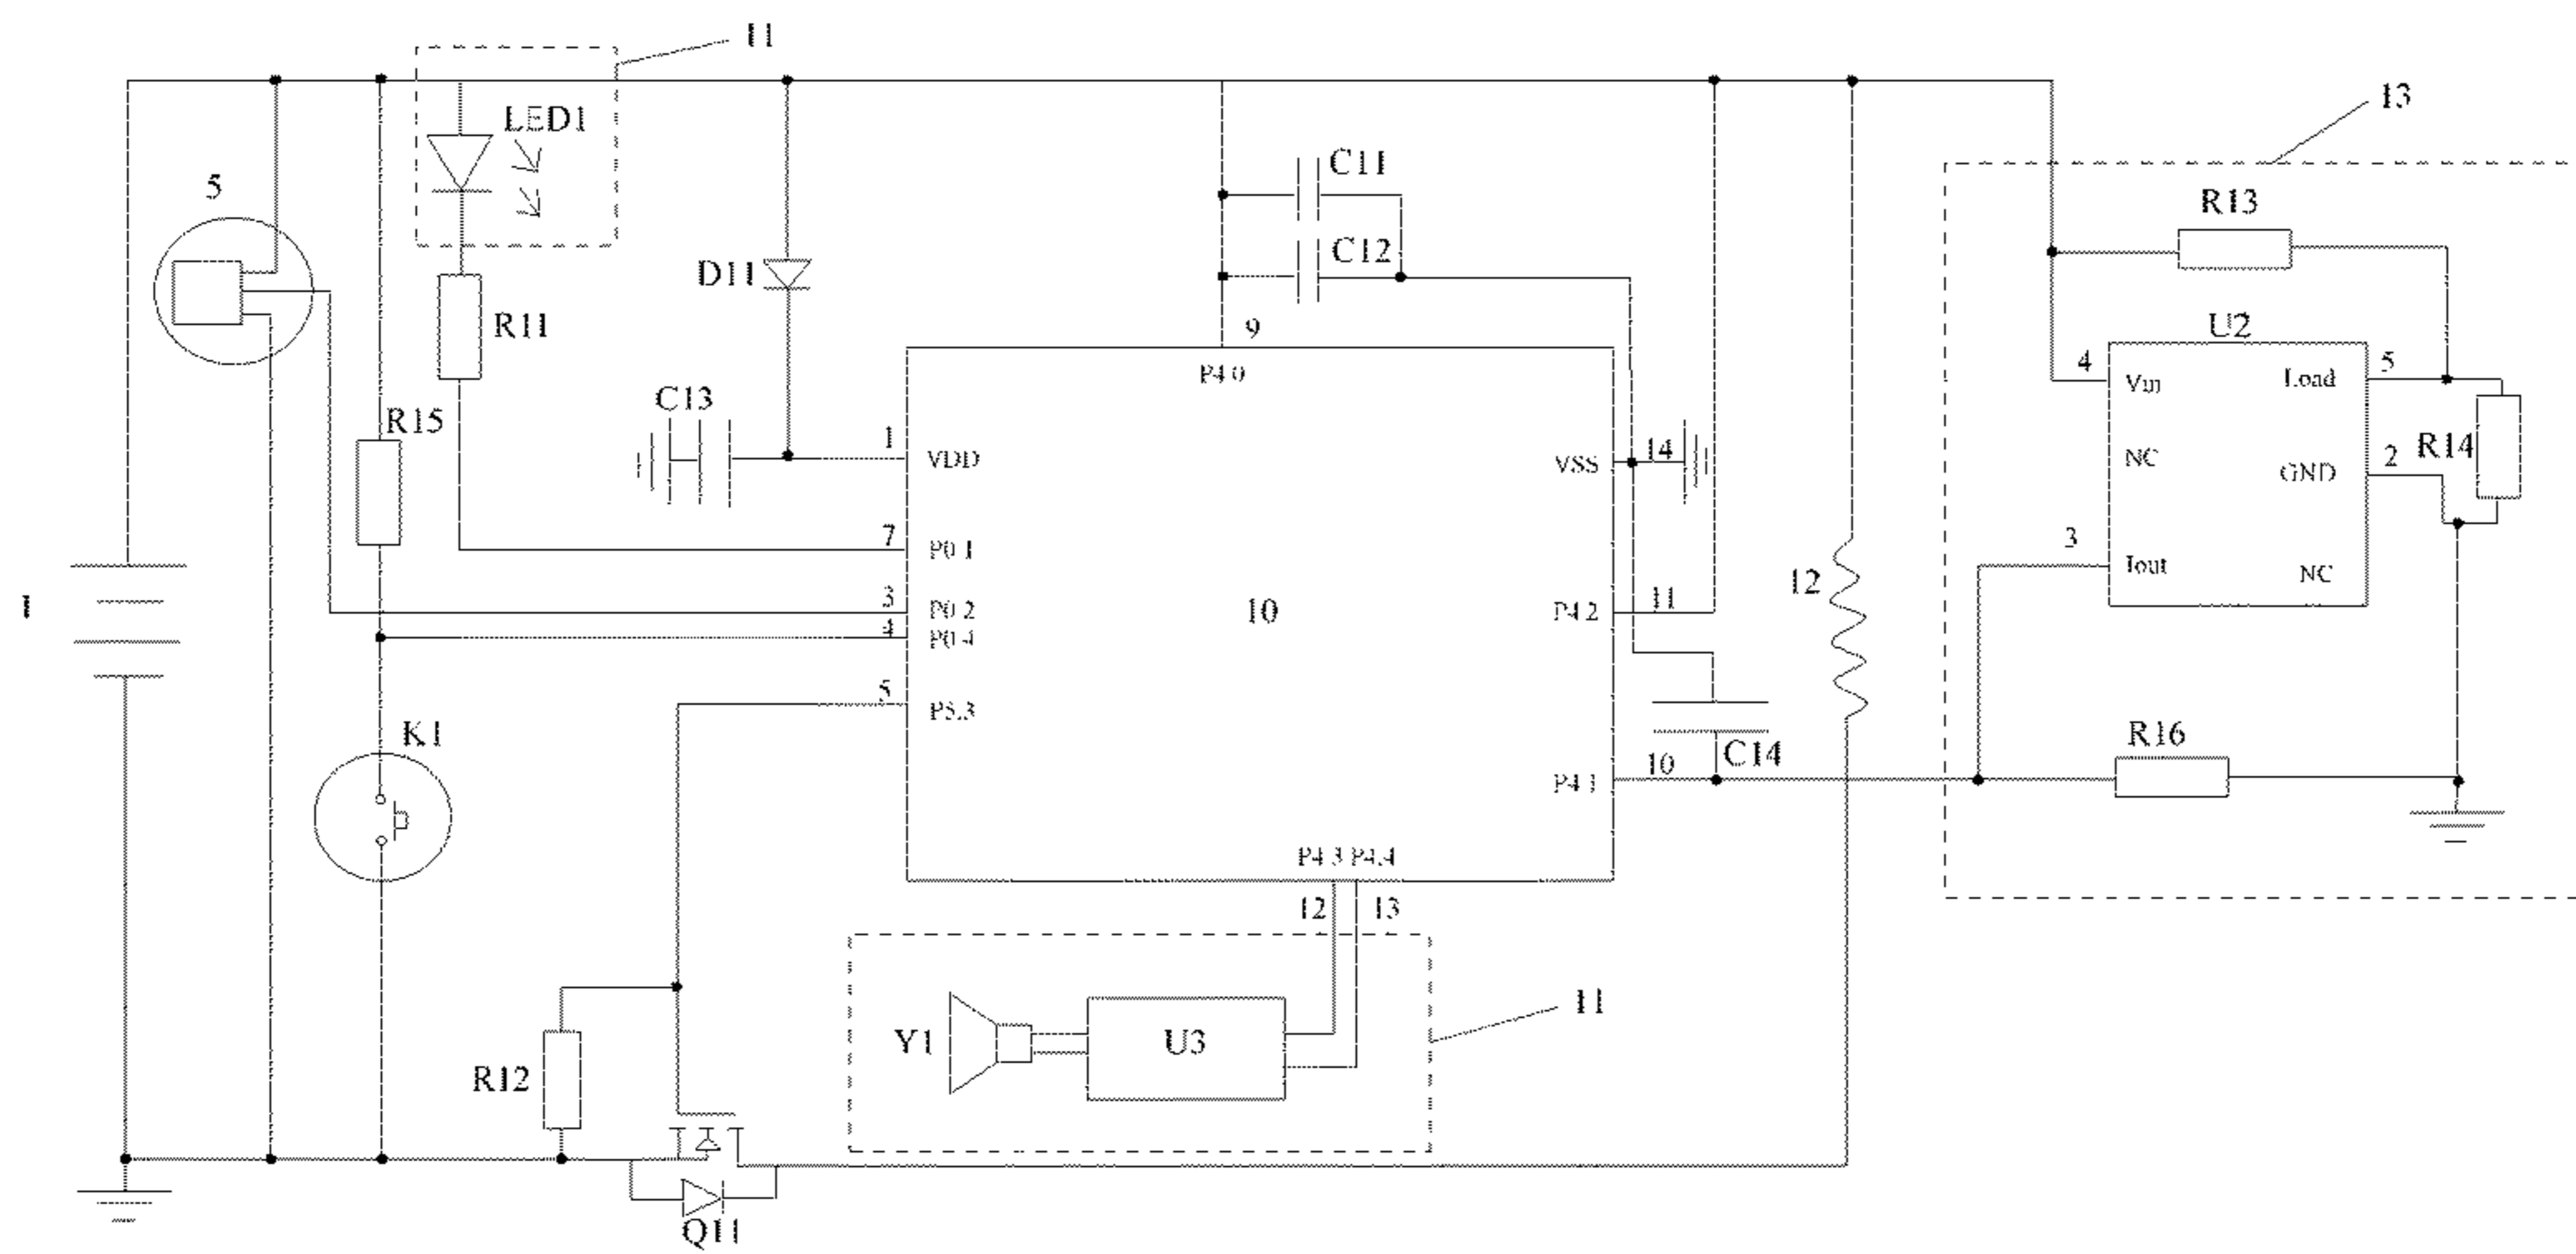 11
13
LED1
C11
5
R13
C12
D11
R11
9
U2
P4.0
4
Vin
Load
5
C13
R15
1
VDD
VSS
14
NC
GND
2
R14
7
P0.1
3
Iout
NC
I
3
P0.2
10
P4.2
11
12
4
P0.4
5
P5.3
K1
R16
C14
10
P4.1
P4.3 P4.4
12
13
11
Y1
U3
R12
Q11